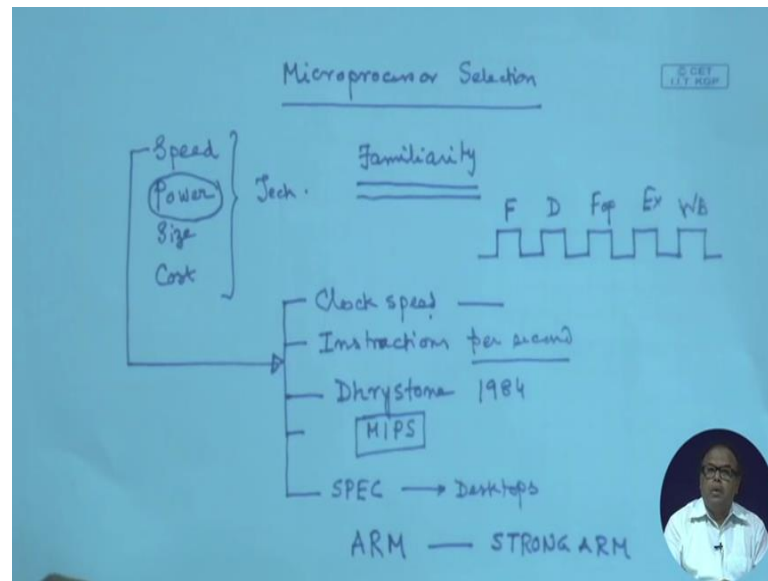 Microprocessor Selection
© CET
I.I.T. KGP
Speed
Power
Size
Cost
Tech.
Familiarity
F D Fop Ex WB
Clock speed
Instructions per second
Dhrystone 1984
MIPS
SPEC → Desktops
ARM — STRONG ARM